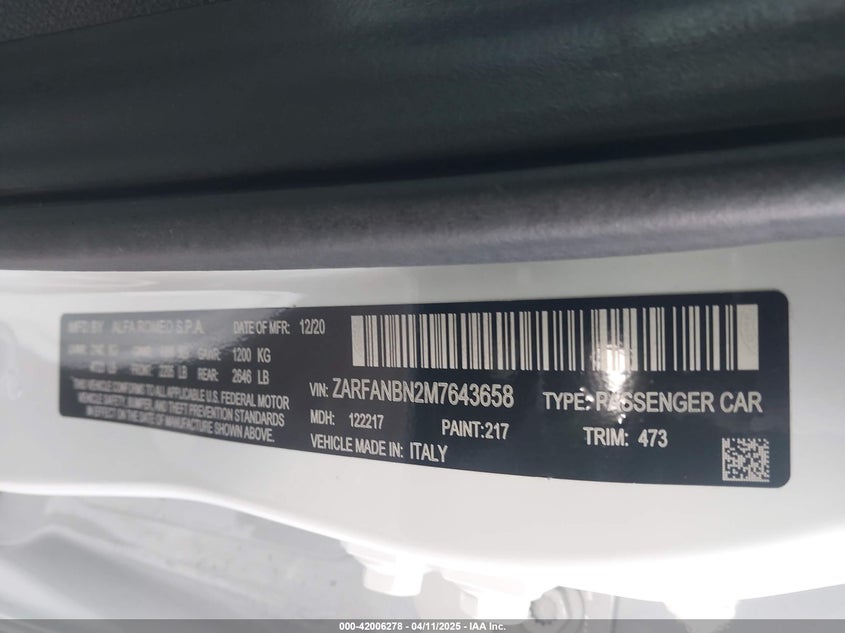 MFD. BY ALFA ROMEO S.P.A. DATE OF MFR: 12/20
GAWR: 1200 KG
LB FRONT: LB REAR: 2646 LB
THIS VEHICLE CONFORMS TO ALL APPLICABLE U.S. FEDERAL MOTOR
VEHICLE SAFETY, BUMPER, AND THEFT PREVENTION STANDARDS
IN EFFECT ON THE DATE OF MANUFACTURE SHOWN ABOVE.
VIN: ZARFANBN2M7643658 TYPE: PASSENGER CAR
MDH: 122217 PAINT:217 TRIM: 473
VEHICLE MADE IN: ITALY
000-42006278 - 04/11/2025 - IAA Inc.